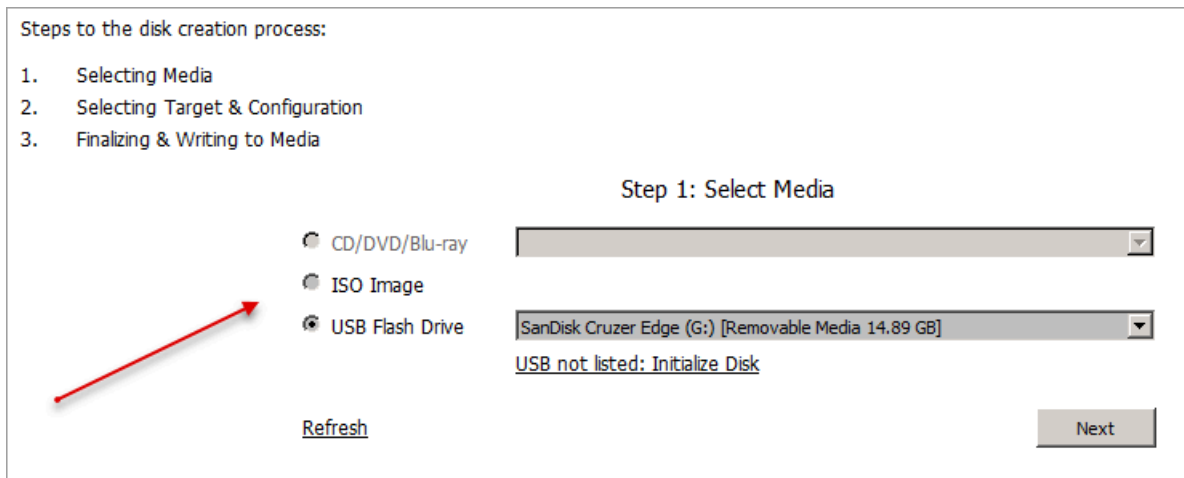 Steps to the disk creation process:
1. Selecting Media
2. Selecting Target & Configuration
3. Finalizing & Writing to Media
Step 1: Select Media
CD/DVD/Blu-ray
ISO Image
USB Flash Drive SanDisk Cruzer Edge (G:) [Removable Media 14.89 GB]
USB not listed: Initialize Disk
Refresh Next